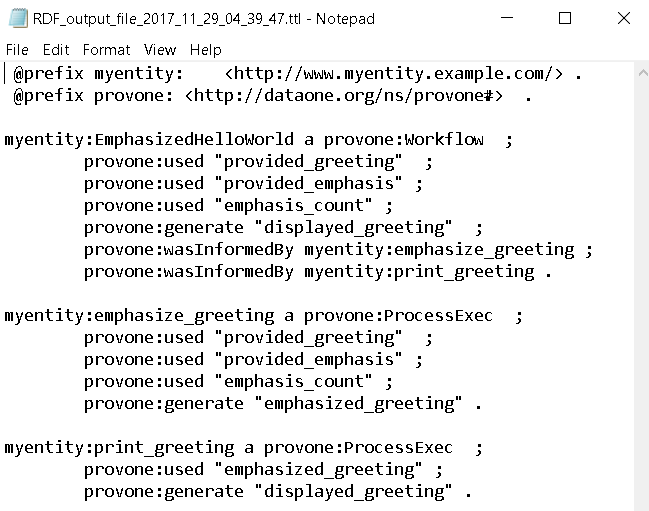 RDF_output_file_2017_11_29_04_39_47.ttl - Notepad
File Edit Format View Help
@prefix myentity: <http://www.myentity.example.com/> .
@prefix provone: <http://dataone.org/ns/provone#> .
myentity:EmphasizedHelloWorld a provone:Workflow ;
provone:used "provided_greeting" ;
provone:used "provided_emphasis" ;
provone:used "emphasis_count" ;
provone:generate "displayed_greeting" ;
provone:wasInformedBy myentity:emphasize_greeting ;
provone:wasInformedBy myentity:print_greeting .
myentity:emphasize_greeting a provone:ProcessExec ;
provone:used "provided_greeting" ;
provone:used "provided_emphasis" ;
provone:used "emphasis_count" ;
provone:generate "emphasized_greeting" .
myentity:print_greeting a provone:ProcessExec ;
provone:used "emphasized_greeting" ;
provone:generate "displayed_greeting" .